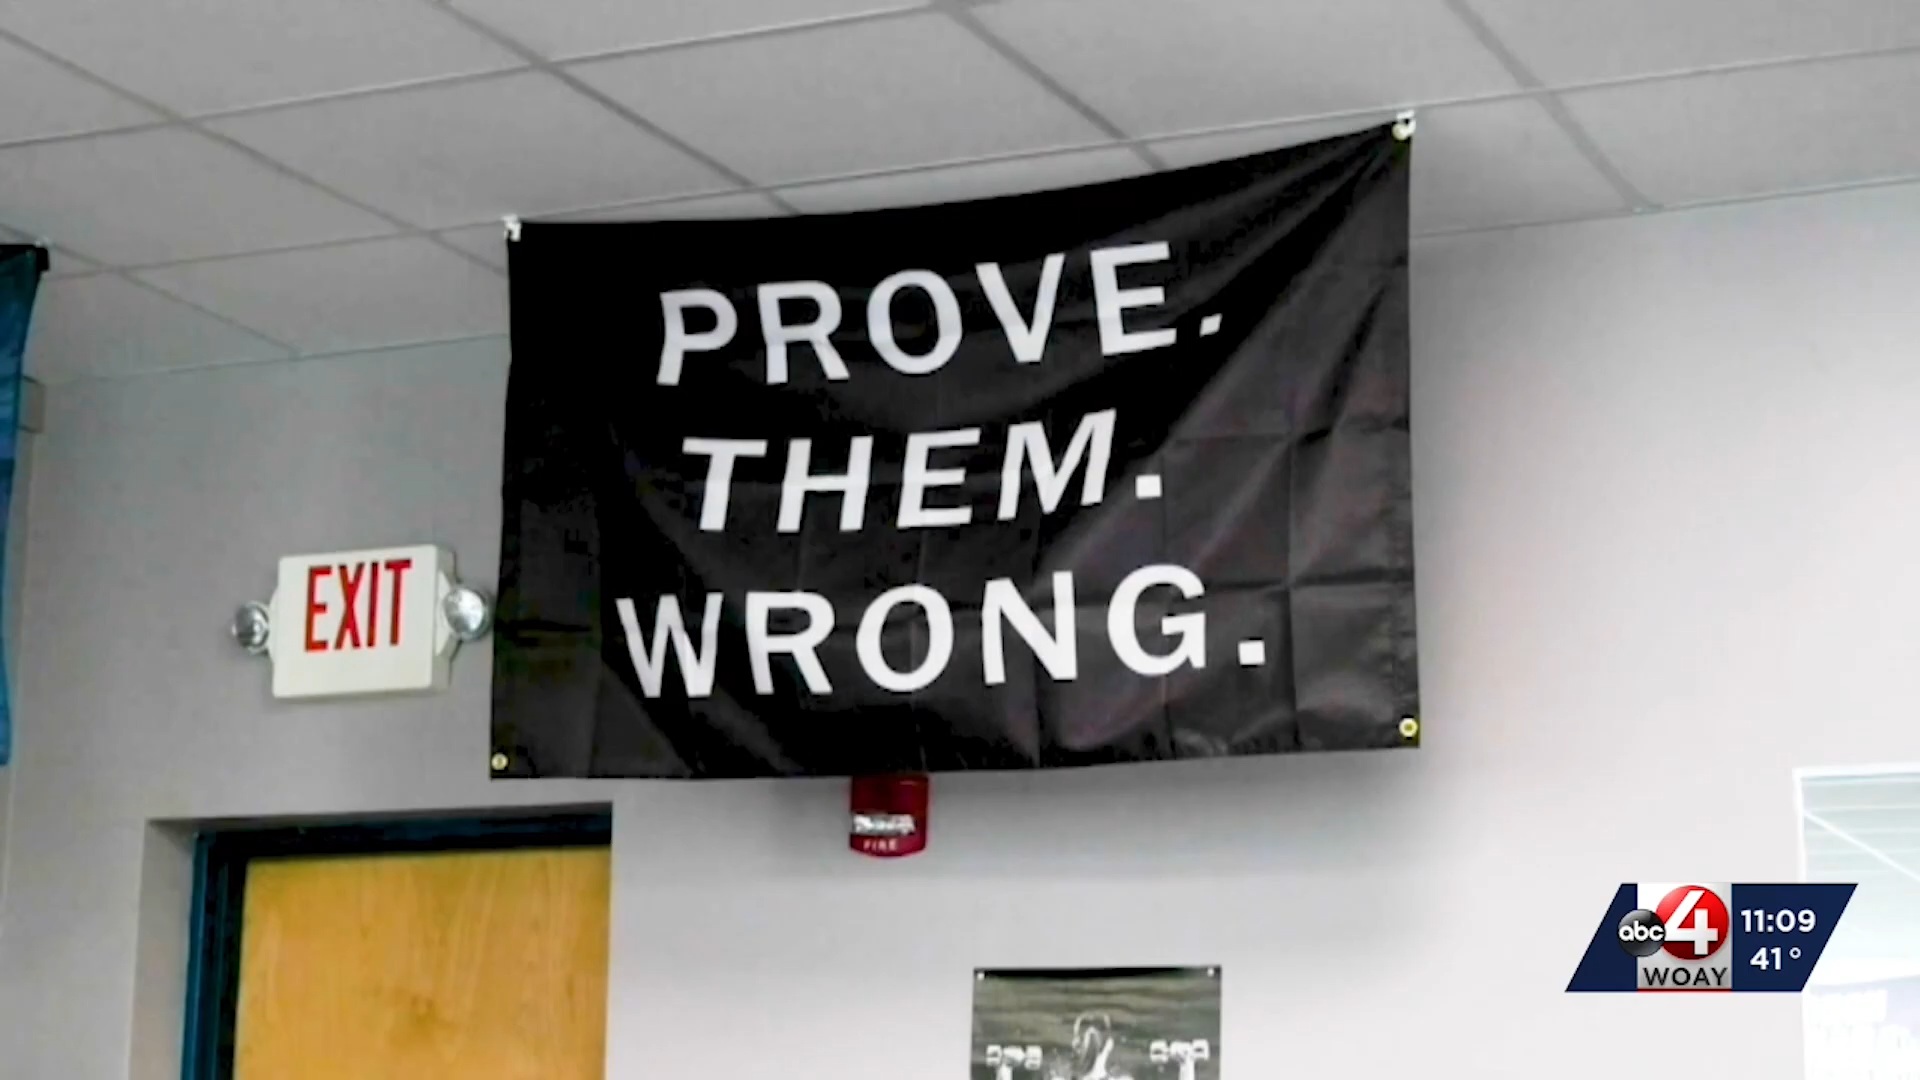 PROVE.
THEM.
WRONG.
EXIT
FIRE
abc 4 11:09
WOAY 41°